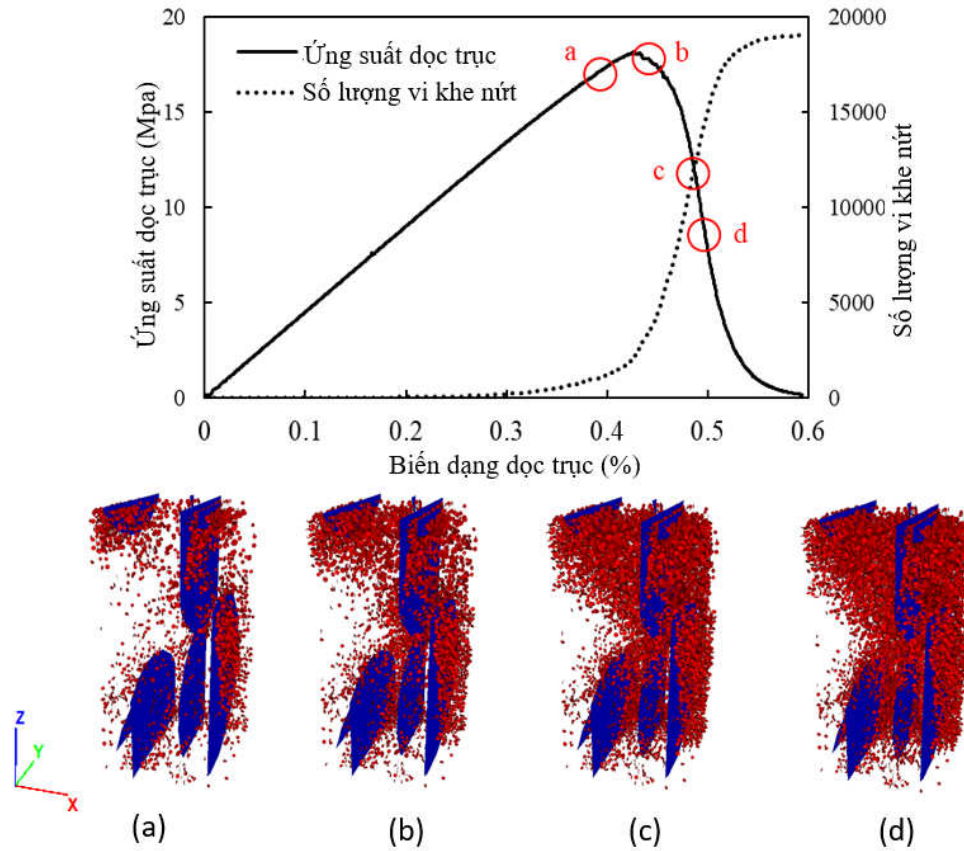 20
20000
Ứng suất dọc trục
Số lượng vi khe nứt
a
b
15
15000
c
10
10000
d
5
5000
0
0
0
0.1
0.2
0.3
0.4
0.5
0.6
Ứng suất dọc trục (Mpa)
Số lượng vi khe nứt
Biến dạng dọc trục (%)
Z
Y
X
(a)
(b)
(c)
(d)